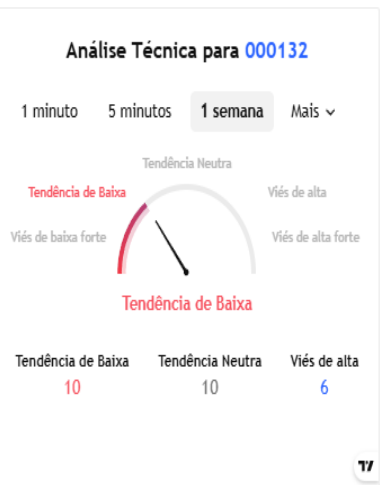 Análise Técnica para 000132
1 minuto 5 minutos 1 semana Mais
Tendência Neutra
Tendência de Baixa Viés de alta
Viés de baixa forte Viés de alta forte
Tendência de Baixa
Tendência de Baixa Tendência Neutra Viés de alta
10 10 6